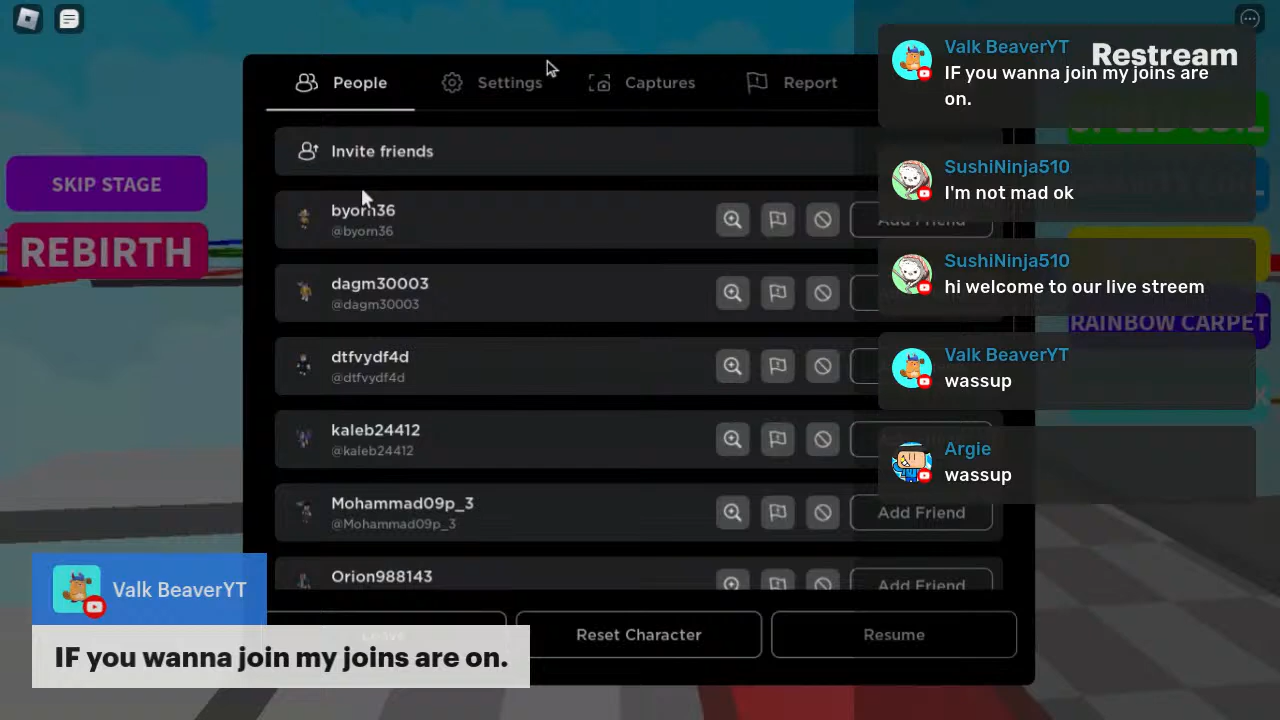 People
Settings
Captures
Report
Restream
Valk BeaverYT
IF you wanna join my joins are
on.
SushiNinja510
I'm not mad ok
SushiNinja510
hi welcome to our live streem
Valk BeaverYT
wassup
Argie
wassup
SKIP STAGE
REBIRTH
RAINBOW CARPET
Invite friends
byorn36
@byorn36
Add Friend
dagm30003
@dagm30003
dtfvydf4d
@dtfvydf4d
kaleb24412
@kaleb24412
Mohammad09p_3
@Mohammad09p_3
Add Friend
Orion988143
Add Friend
Leave
Reset Character
Resume
Valk BeaverYT
IF you wanna join my joins are on.